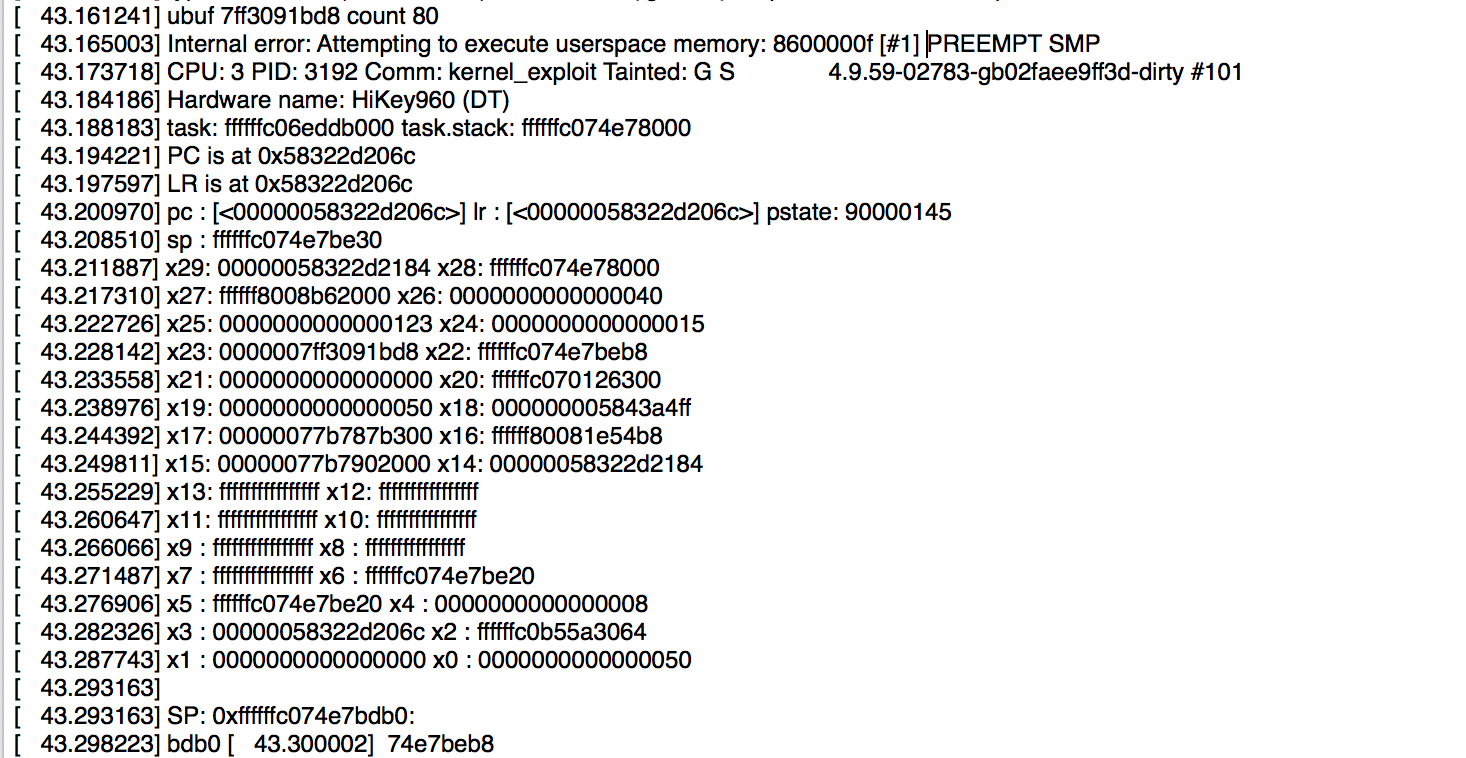 [ 43.161241] ubuf 7ff3091bd8 count 80
[ 43.165003] Internal error: Attempting to execute userspace memory: 8600000f [#1] PREEMPT SMP
[ 43.173718] CPU: 3 PID: 3192 Comm: kernel_exploit Tainted: G S 4.9.59-02783-gb02faee9ff3d-dirty #101
[ 43.184186] Hardware name: HiKey960 (DT)
[ 43.188183] task: ffffffc06eddb000 task.stack: ffffffc074e78000
[ 43.194221] PC is at 0x58322d206c
[ 43.197597] LR is at 0x58322d206c
[ 43.200970] pc : [<00000058322d206c>] lr : [<00000058322d206c>] pstate: 90000145
[ 43.208510] sp : ffffffc074e7be30
[ 43.211887] x29: 00000058322d2184 x28: ffffffc074e78000
[ 43.217310] x27: ffffff8008b62000 x26: 0000000000000040
[ 43.222726] x25: 0000000000000123 x24: 0000000000000015
[ 43.228142] x23: 0000007ff3091bd8 x22: ffffffc074e7beb8
[ 43.233558] x21: 0000000000000000 x20: ffffffc070126300
[ 43.238976] x19: 0000000000000050 x18: 000000005843a4ff
[ 43.244392] x17: 00000077b787b300 x16: ffffff80081e54b8
[ 43.249811] x15: 00000077b7902000 x14: 00000058322d2184
[ 43.255229] x13: ffffffffffffffff x12: ffffffffffffffff
[ 43.260647] x11: ffffffffffffffff x10: ffffffffffffffff
[ 43.266066] x9 : ffffffffffffffff x8 : ffffffffffffffff
[ 43.271487] x7 : ffffffffffffffff x6 : ffffffc074e7be20
[ 43.276906] x5 : ffffffc074e7be20 x4 : 0000000000000008
[ 43.282326] x3 : 00000058322d206c x2 : ffffffc0b55a3064
[ 43.287743] x1 : 0000000000000000 x0 : 0000000000000050
[ 43.293163]
[ 43.293163] SP: 0xffffffc074e7bdb0:
[ 43.298223] bdb0 [ 43.300002] 74e7beb8